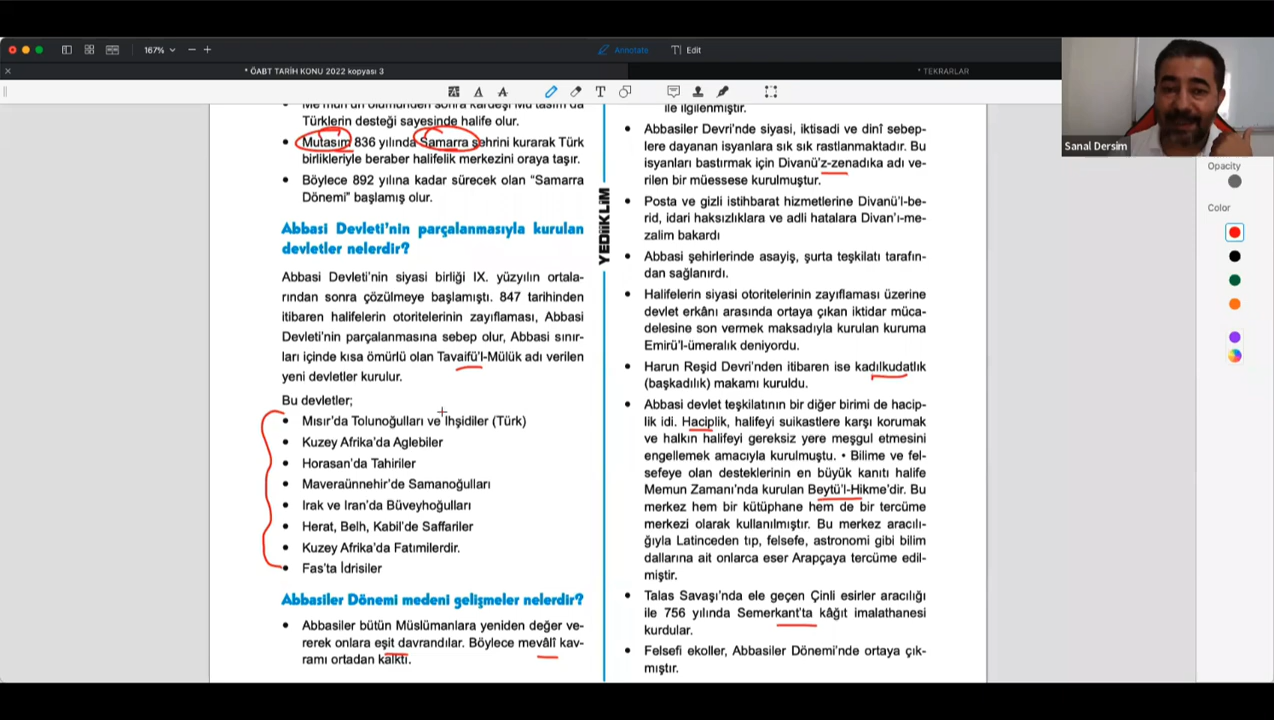 167%
Annotate
Edit
* ÖABT TARİH KONU 2022 kopyası 3
* TEKRARLAR
Sanal Dersim
Opacity
Color
Me'mun'un ölümünden sonra kardeşi Mu'tasım da
Türklerin desteği sayesinde halife olur.
• Mutasım 836 yılında Samarra şehrini kurarak Türk
birlikleriyle beraber halifelik merkezini oraya taşır.
• Böylece 892 yılına kadar sürecek olan “Samarra
Dönemi” başlamış olur.
Abbasi Devleti’nin parçalanmasıyla kurulan
devletler nelerdir?
Abbasi Devleti’nin siyasi birliği IX. yüzyılın ortala-
rından sonra çözülmeye başlamıştı. 847 tarihinden
itibaren halifelerin otoritelerinin zayıflaması, Abbasi
Devleti’nin parçalanmasına sebep olur, Abbasi sınır-
ları içinde kısa ömürlü olan Tavaifü’l-Mülük adı verilen
yeni devletler kurulur.
Bu devletler;
• Mısır’da Tolunoğulları ve İhşidiler (Türk)
• Kuzey Afrika’da Aglebiler
• Horasan’da Tahiriler
• Maveraünnehir’de Samanoğulları
• Irak ve Iran’da Büveyhoğulları
• Herat, Belh, Kabil’de Saffariler
• Kuzey Afrika’da Fatımilerdir.
• Fas’ta İdrisiler
Abbasiler Dönemi medeni gelişmeler nelerdir?
• Abbasiler bütün Müslümanlara yeniden değer ve-
rerek onlara eşit davrandılar. Böylece mevâlî kav-
ramı ortadan kalktı.
YEDİİKLİM
ile ilgilenmiştir.
• Abbasiler Devri’nde siyasi, iktisadi ve dinî sebep-
lere dayanan isyanlara sık sık rastlanmaktadır. Bu
isyanları bastırmak için Divanü’z-zenadıka adı ve-
rilen bir müessese kurulmuştur.
• Posta ve gizli istihbarat hizmetlerine Divanü’l-be-
rid, idari haksızlıklara ve adli hatalara Divan’ı-me-
zalim bakardı
• Abbasi şehirlerinde asayiş, şurta teşkilatı tarafın-
dan sağlanırdı.
• Halifelerin siyasi otoritelerinin zayıflaması üzerine
devlet erkânı arasında ortaya çıkan iktidar müca-
delesine son vermek maksadıyla kurulan kuruma
Emirü’l-ümeralık deniyordu.
• Harun Reşid Devri’nden itibaren ise kadılkudatlık
(başkadılık) makamı kuruldu.
• Abbasi devlet teşkilatının bir diğer birimi de hacip-
lik idi. Haciplik, halifeyi suikastlere karşı korumak
ve halkın halifeyi gereksiz yere meşgul etmesini
engellemek amacıyla kurulmuştu. • Bilime ve fel-
sefeye olan desteklerinin en büyük kanıtı halife
Memun Zamanı’nda kurulan Beytü’l-Hikme’dir. Bu
merkez hem bir kütüphane hem de bir tercüme
merkezi olarak kullanılmıştır. Bu merkez aracılı-
ğıyla Latinceden tıp, felsefe, astronomi gibi bilim
dallarına ait onlarca eser Arapçaya tercüme edil-
miştir.
• Talas Savaşı’nda ele geçen Çinli esirler aracılığı
ile 756 yılında Semerkant’ta kâğıt imalathanesi
kurdular.
• Felsefi ekoller, Abbasiler Dönemi’nde ortaya çık-
mıştır.